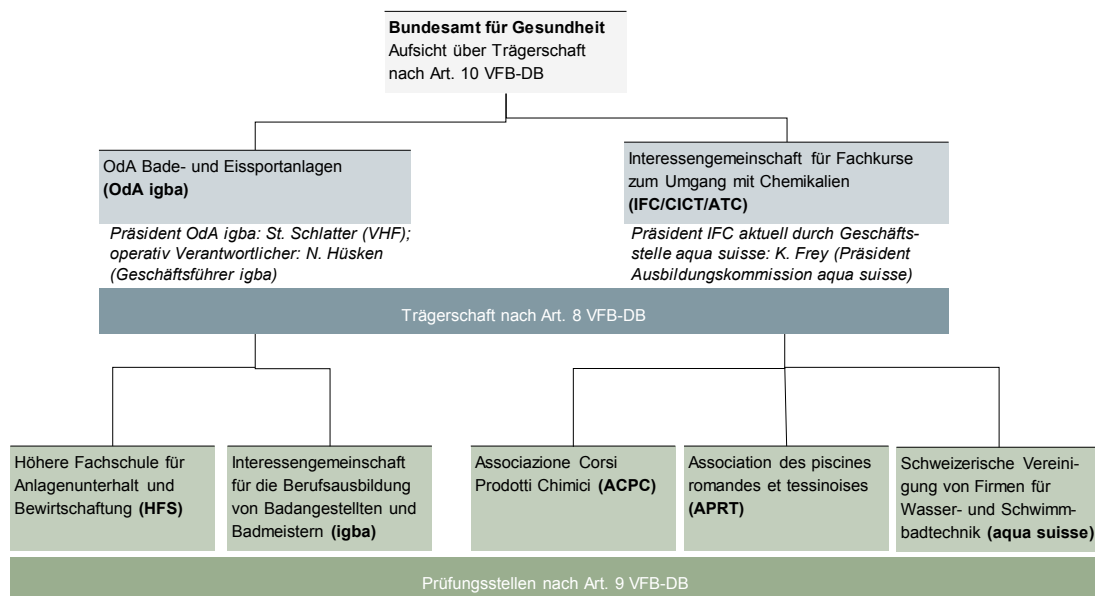 Bundesamt für Gesundheit
Aufsicht über Trägerschaft
nach Art. 10 VFB-DB
OdA Bade- und Eissportanlagen
(OdA igba)
Präsident OdA igba: St. Schlatter (VHF);
operativ Verantwortlicher: N. Hüsken
(Geschäftsführer igba)
Interessengemeinschaft für Fachkurse
zum Umgang mit Chemikalien
(IFC/CICT/ATC)
Präsident IFC aktuell durch Geschäfts-
stelle aqua suisse: K. Frey (Präsident
Ausbildungskommission aqua suisse)
Trägerschaft nach Art. 8 VFB-DB
Höhere Fachschule für
Anlagenunterhalt und
Bewirtschaftung (HFS)
Interessengemeinschaft
für die Berufsausbildung
von Badangestellten und
Badmeistern (igba)
Associazione Corsi
Prodotti Chimici (ACPC)
Association des piscines
romandes et tessinoises
(APRT)
Schweizerische Vereini-
gung von Firmen für
Wasser- und Schwimm-
badtechnik (aqua suisse)
Prüfungsstellen nach Art. 9 VFB-DB